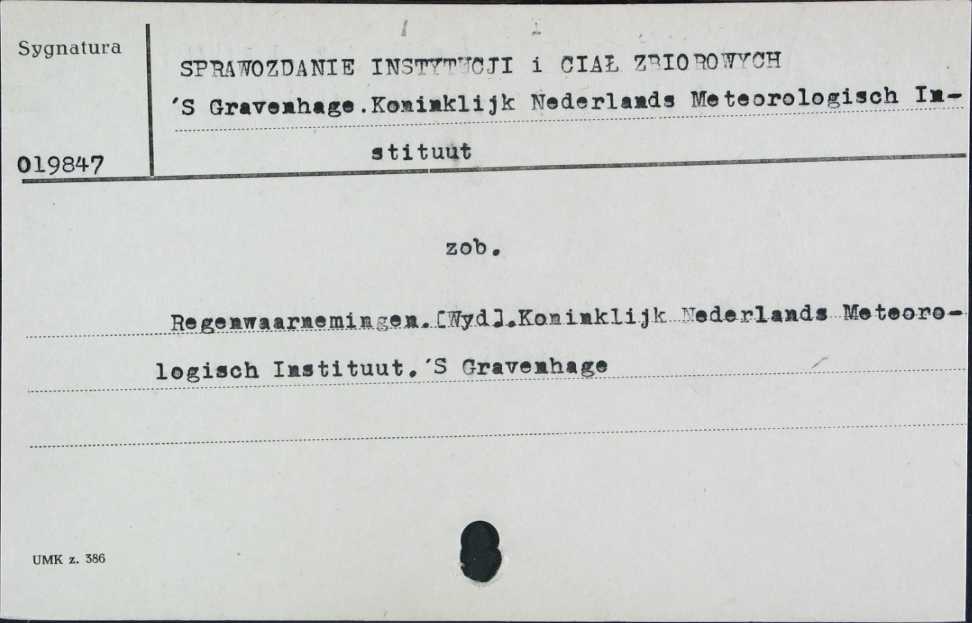 Sygnatura
SPRAWOZDANIE INSTYTUCJI i CIAŁ ZBIOROWYCH
'S Gravenhage.Koninklijk Nederlands Meteorologisch In-
stituut
019847
zob.
Regenwaarnemingen.[Wyd].Koninklijk Nederlands Meteoro-
logisch Instituut.'S Gravenhage
UMK z. 386